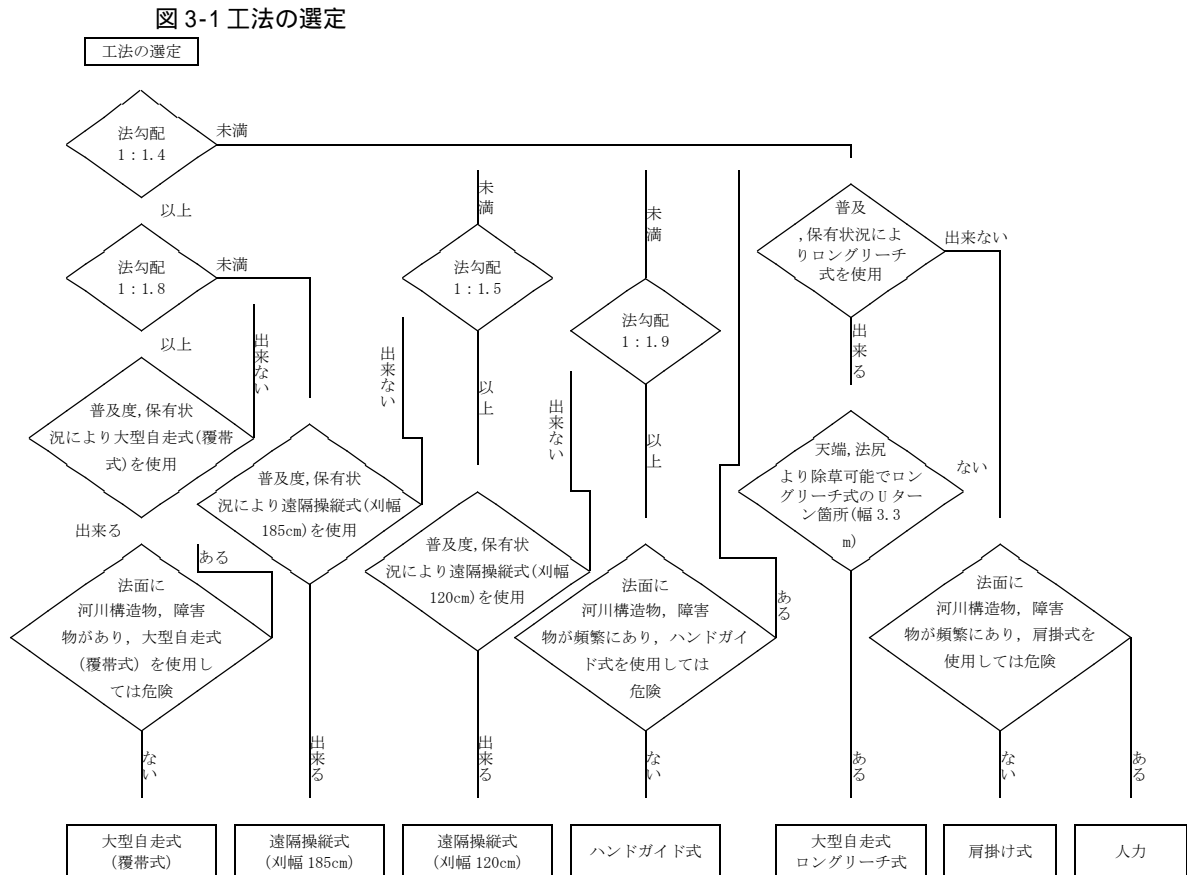 図 3-1 工法の選定
工法の選定
法勾配
1：1.4
未満
以上
法勾配
1：1.8
未満
以上
普及度,保有状
況により大型自走式(覆帯
式)を使用
出来ない
出来る
法面に
河川構造物，障害
物があり，大型自走式
（覆帯式）を使用し
ては危険
ある
ない
普及度,保有状
況により遠隔操縦式(刈幅
185cm)を使用
出来ない
出来る
未満
法勾配
1：1.5
以上
普及度,保有状
況により遠隔操縦式(刈幅
120cm)を使用
出来ない
出来る
未満
法勾配
1：1.9
以上
法面に
河川構造物，障害
物が頻繁にあり，ハンドガイ
ド式を使用しては
危険
ある
ない
普及
,保有状況によ
りロングリーチ
式を使用
出来ない
出来る
天端,法尻
より除草可能でロン
グリーチ式の U ター
ン箇所(幅 3.3
m)
ない
ある
法面に
河川構造物，障害
物が頻繁にあり，肩掛式を
使用しては危険
ない
ある
大型自走式
(覆帯式)
遠隔操縦式
(刈幅 185cm)
遠隔操縦式
(刈幅 120cm)
ハンドガイド式
大型自走式
ロングリーチ式
肩掛け式
人力